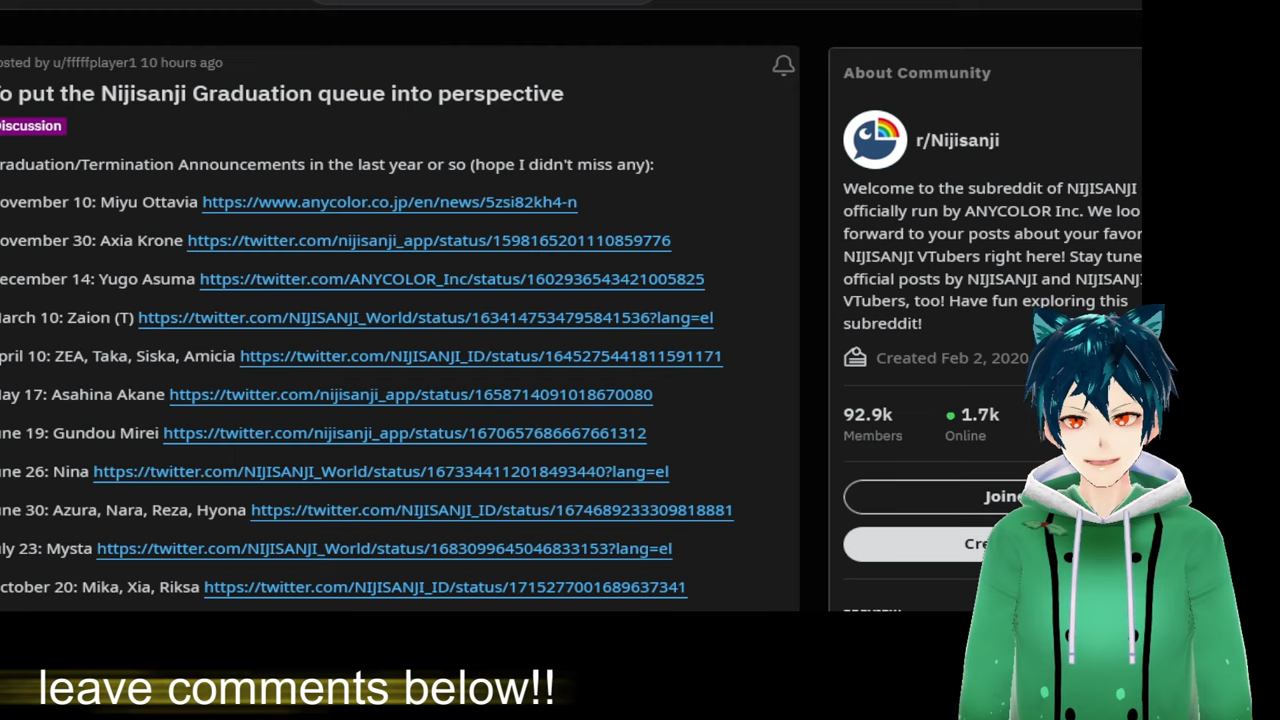 osted by u/fffffplayer1 10 hours ago
o put the Nijisanji Graduation queue into perspective
iscussion
raduation/Termination Announcements in the last year or so (hope I didn't miss any):
ovember 10: Miyu Ottavia https://www.anycolor.co.jp/en/news/5zsi82kh4-n
ovember 30: Axia Krone https://twitter.com/nijisanji_app/status/1598165201110859776
ecember 14: Yugo Asuma https://twitter.com/ANYCOLOR_Inc/status/1602936543421005825
arch 10: Zaion (T) https://twitter.com/NIJISANJI_World/status/1634147534795841536?lang=el
pril 10: ZEA, Taka, Siska, Amicia https://twitter.com/NIJISANJI_ID/status/1645275441811591171
ay 17: Asahina Akane https://twitter.com/nijisanji_app/status/1658714091018670080
une 19: Gundou Mirei https://twitter.com/nijisanji_app/status/1670657686667661312
une 26: Nina https://twitter.com/NIJISANJI_World/status/1673344112018493440?lang=el
une 30: Azura, Nara, Reza, Hyona https://twitter.com/NIJISANJI_ID/status/1674689233309818881
uly 23: Mysta https://twitter.com/NIJISANJI_World/status/1683099645046833153?lang=el
ctober 20: Mika, Xia, Riksa https://twitter.com/NIJISANJI_ID/status/1715277001689637341
About Community
r/Nijisanji
Welcome to the subreddit of NIJISANJI
officially run by ANYCOLOR Inc. We loo
forward to your posts about your favor
NIJISANJI VTubers right here! Stay tune
official posts by NIJISANJI and NIJISANJ
VTubers, too! Have fun exploring this
subreddit!
Created Feb 2, 2020
92.9k 1.7k
Members Online
Joine
Cre
leave comments below!!